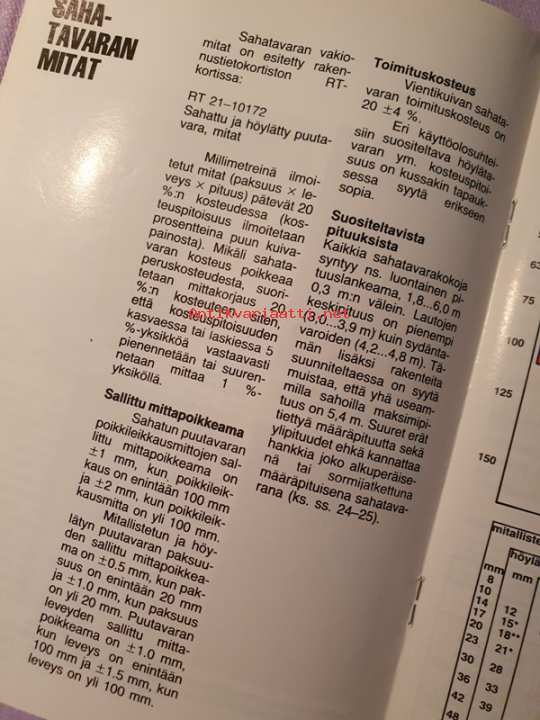 SAHA-
TAVARAN
MITAT
Sahatavaran vakio-
mitat on esitetty raken-
nustietokortiston RT-
kortissa:
RT 21–10172
Sahattu ja höylätty puuta-
vara, mitat
Millimetreinä ilmoi-
tetut mitat (paksuus × le-
veys × pituus) pätevät 20
%:n kosteudessa (kos-
teuspitoisuus ilmoitetaan
prosentteina puun kuiva-
painosta). Mikäli sahata-
varan kosteus poikkeaa
peruskosteudesta, suori-
tetaan mittakorjaus 20
%:n kosteuteen siten,
että kosteuspitoisuuden
kasvaessa tai laskiessa 5
%-yksikköä vastaavasti
pienennetään tai suuren-
netaan mittaa 1 %-
yksiköllä.
Sallittu mittapoikkeama
Sahatun puutavaran
poikkileikkausmittojen sal-
littu mittapoikkeama on
±1 mm, kun poikkileik-
kaus on enintään 100 mm
ja ±2 mm, kun poikkileik-
kausmitta on yli 100 mm.
Mitallistetun ja höy-
lätyn puutavaran paksuu-
den sallittu mittapoikkea-
ma on ±0.5 mm, kun pak-
suus on enintään 20 mm
ja ±1.0 mm, kun paksuus
on yli 20 mm. Puutavaran
leveyden sallittu mitta-
poikkeama on ±1.0 mm,
kun leveys on enintään
100 mm ja ±1.5 mm, kun
leveys on yli 100 mm.
Toimituskosteus
Vientikuivan sahata-
varan toimituskosteus on
20 ±4 %.
Eri käyttöolosuhtei-
siin suositeltava höyläta-
varan ym. kosteuspitoi-
suus on kussakin tapauk-
sessa syytä erikseen
sopia.
Suositeltavista
pituuksista
Kaikkia sahatavarakokoja
syntyy ns. luontainen pi-
tuuslankeama, 1,8...6,0 m
0,3 m:n välein. Lautojen
keskipituus on pienempi
(3,0...3,9 m) kuin sydänta-
varoiden (4,2...4,8 m). Tä-
män lisäksi rakenteita
suunniteltaessa on syytä
muistaa, että yhä useam-
milla sahoilla maksimipi-
tuus on 5,4 m. Suuret erät
tiettyä määräpituutta sekä
ylipituudet ehkä kannattaa
hankkia joko alkuperäise-
nä tai sormijatkettuna
määräpituisena sahatava-
rana (ks. ss. 24–25).
Antikvariaatti.net
75
100
125
150
mitalliste
höylä
mm
mm
8
10
14
17
20
23
30
36
42
48
12
15*
18**
21*
28
33
39